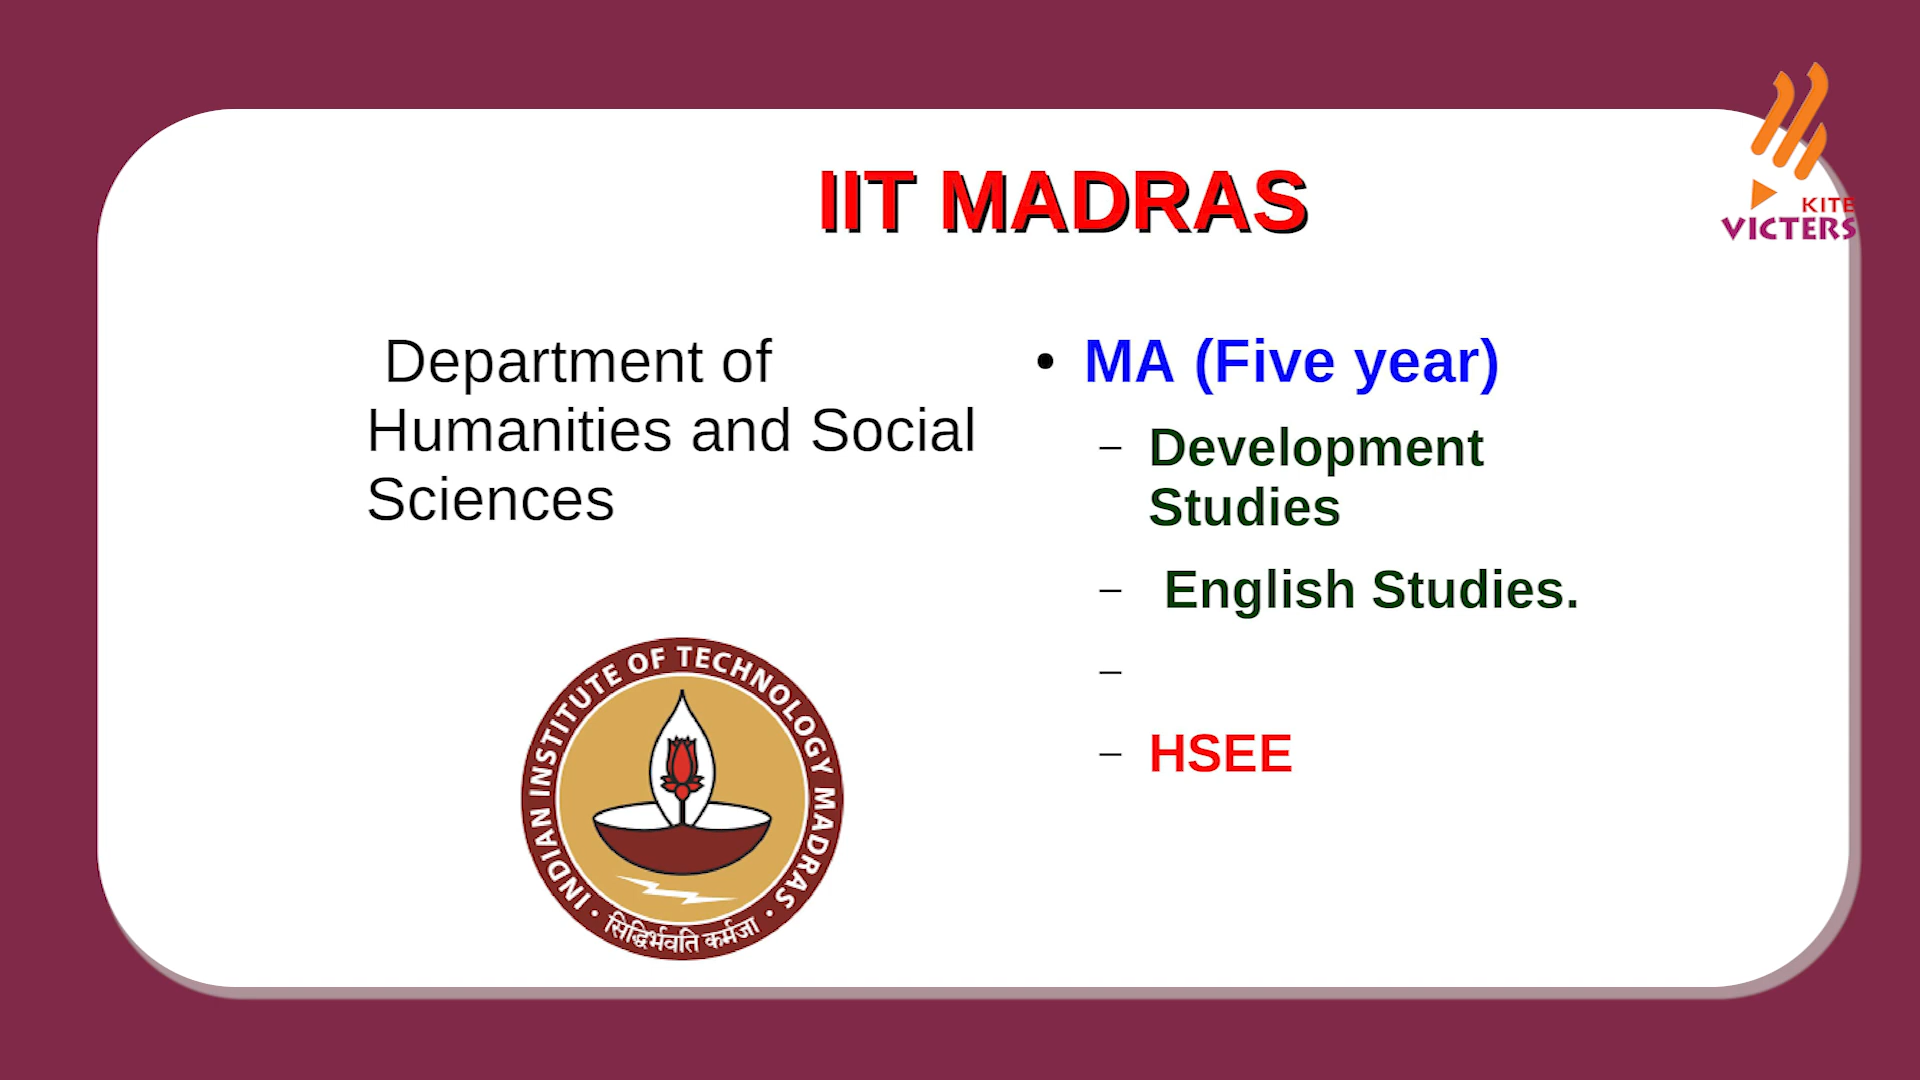 IIT MADRAS
KITE
VICTERS
Department of
Humanities and Social
Sciences
• MA (Five year)
– Development
Studies
– English Studies.
–
– HSEE
INDIAN INSTITUTE OF TECHNOLOGY MADRAS
सिद्धिर्भवति कर्मजा